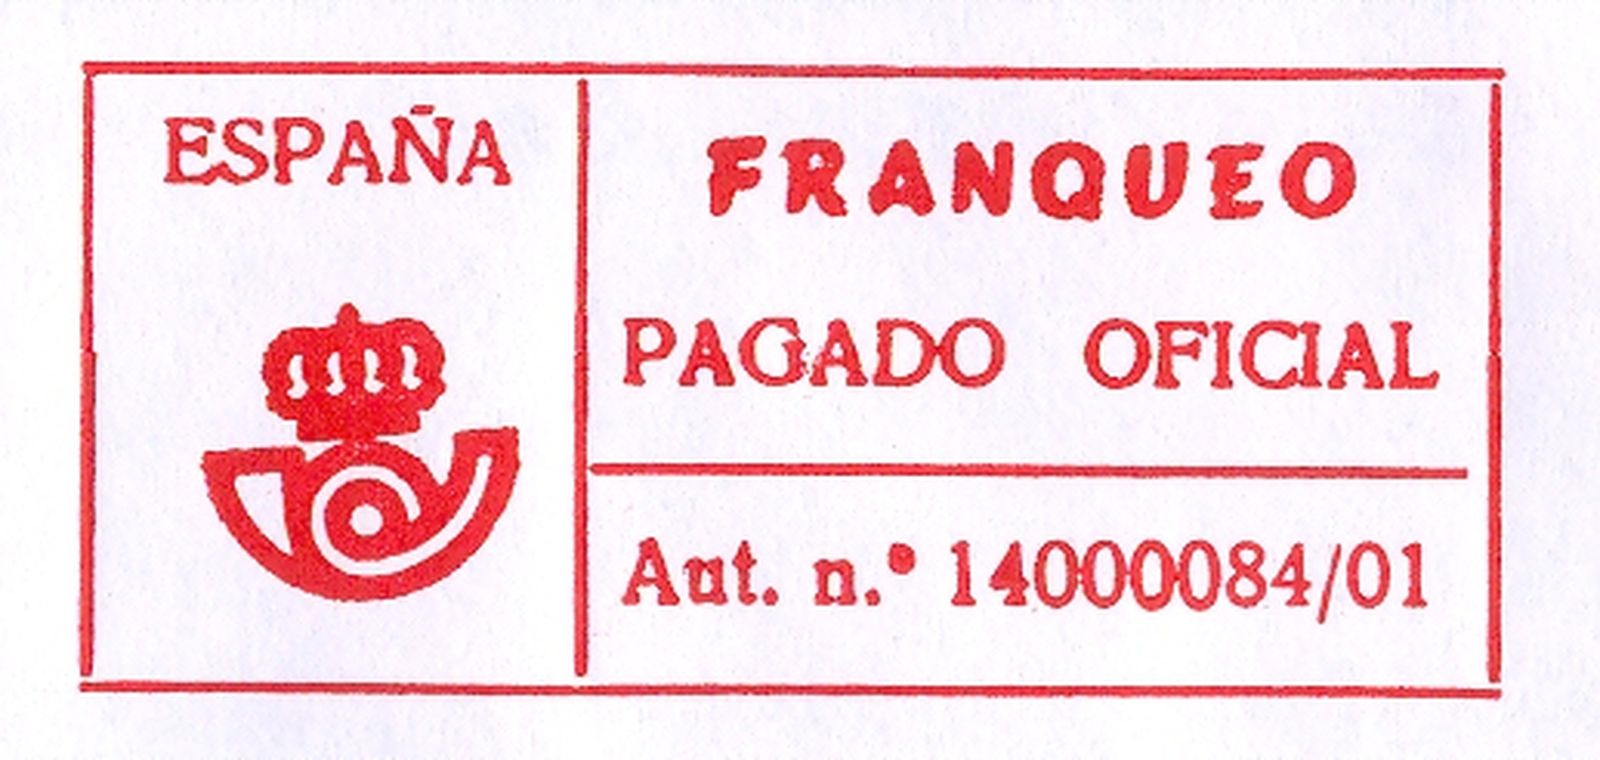 ESPAÑA
FRANQUEO
PAGADO OFICIAL
Aut. n.º 14000084/01